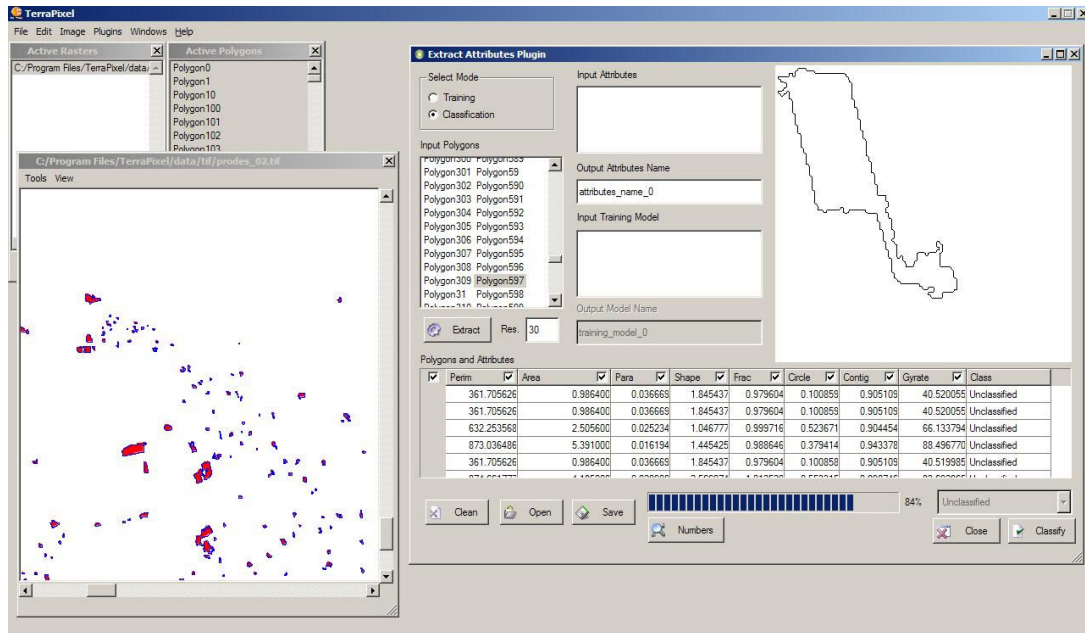 TerraPixel
File Edit Image Plugins Windows Help
Active Rasters
C:/Program Files/TerraPixel/data/
Active Polygons
Polygon0
Polygon1
Polygon10
Polygon100
Polygon101
Polygon102
Polygon103
C:/Program Files/TerraPixel/data/tif/prodes_02.tif
Tools View
Extract Attributes Plugin
Select Mode
Training
Classification
Input Polygons
Polygon300 Polygon589
Polygon301 Polygon59
Polygon302 Polygon590
Polygon303 Polygon591
Polygon304 Polygon592
Polygon305 Polygon593
Polygon306 Polygon594
Polygon307 Polygon595
Polygon308 Polygon596
Polygon309 Polygon597
Polygon31 Polygon598
Extract Res. 30
Input Attributes
Output Attributes Name
attributes_name_0
Input Training Model
Output Model Name
training_model_0
Polygons and Attributes
Perim Area Para Shape Frac Circle Contig Gyrate Class
361.705626 0.986400 0.036669 1.845437 0.979604 0.100859 0.905109 40.520055 Unclassified
361.705626 0.986400 0.036669 1.845437 0.979604 0.100859 0.905109 40.520055 Unclassified
632.253568 2.505600 0.025234 1.046777 0.999716 0.523671 0.904454 66.133794 Unclassified
873.036486 5.391000 0.016194 1.445425 0.988646 0.379414 0.943378 88.496770 Unclassified
361.705626 0.986400 0.036669 1.845437 0.979604 0.100858 0.905109 40.519985 Unclassified
Clean Open Save 84% Unclassified
Numbers Close Classify